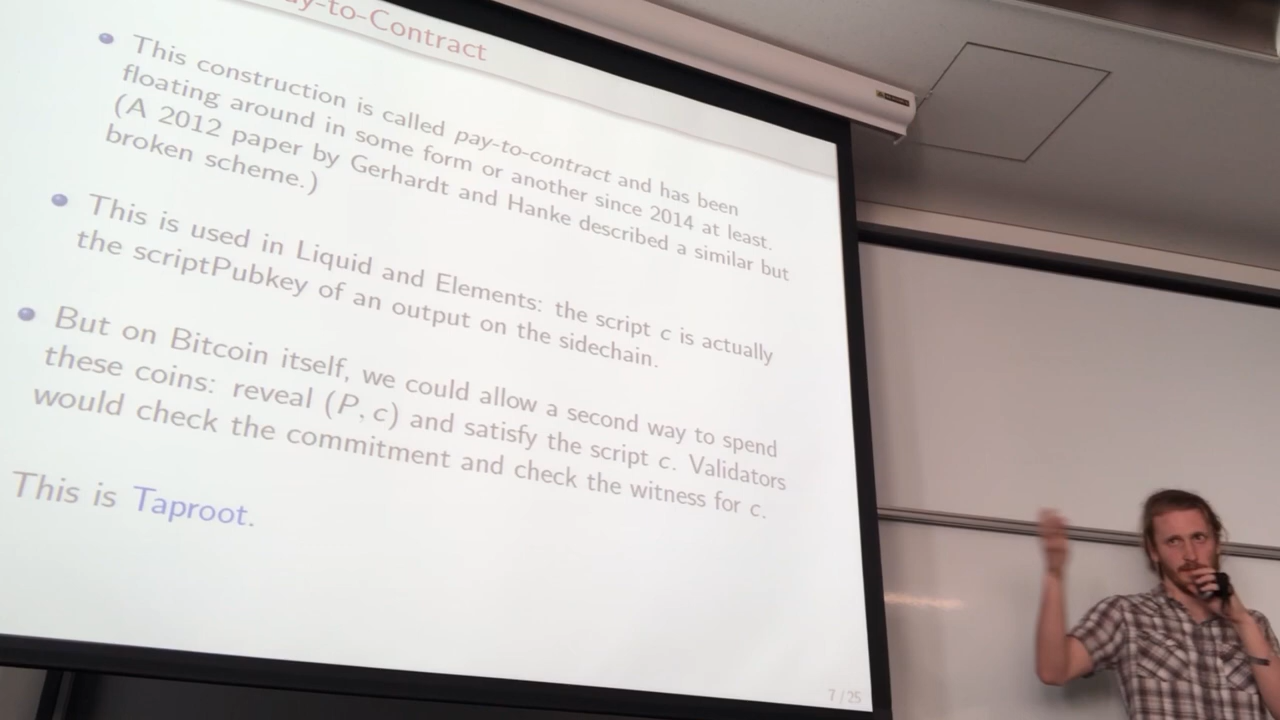 ay-to-Contract
This construction is called pay-to-contract and has been
floating around in some form or another since 2014 at least.
(A 2012 paper by Gerhardt and Hanke described a similar but
broken scheme.)
This is used in Liquid and Elements: the script c is actually
the scriptPubkey of an output on the sidechain.
But on Bitcoin itself, we could allow a second way to spend
these coins: reveal (P, c) and satisfy the script c. Validators
would check the commitment and check the witness for c.
This is Taproot.
7 / 25